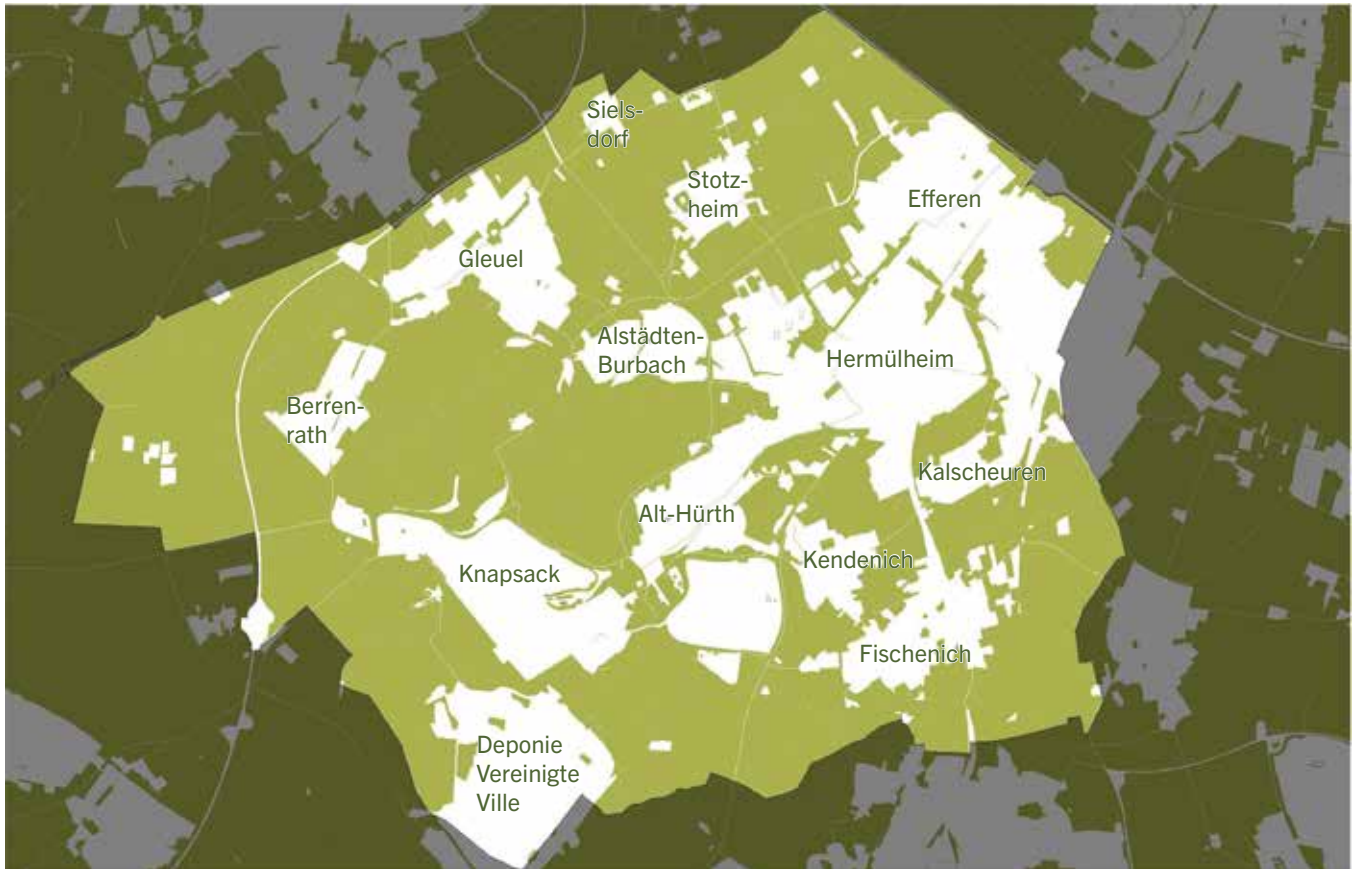 Siels-
dorf
Stotz-
heim
Efferen
Gleuel
Alstädten-
Burbach
Hermülheim
Berren-
rath
Kalscheuren
Alt-Hürth
Knapsack
Kendenich
Fischenich
Deponie
Vereinigte
Ville